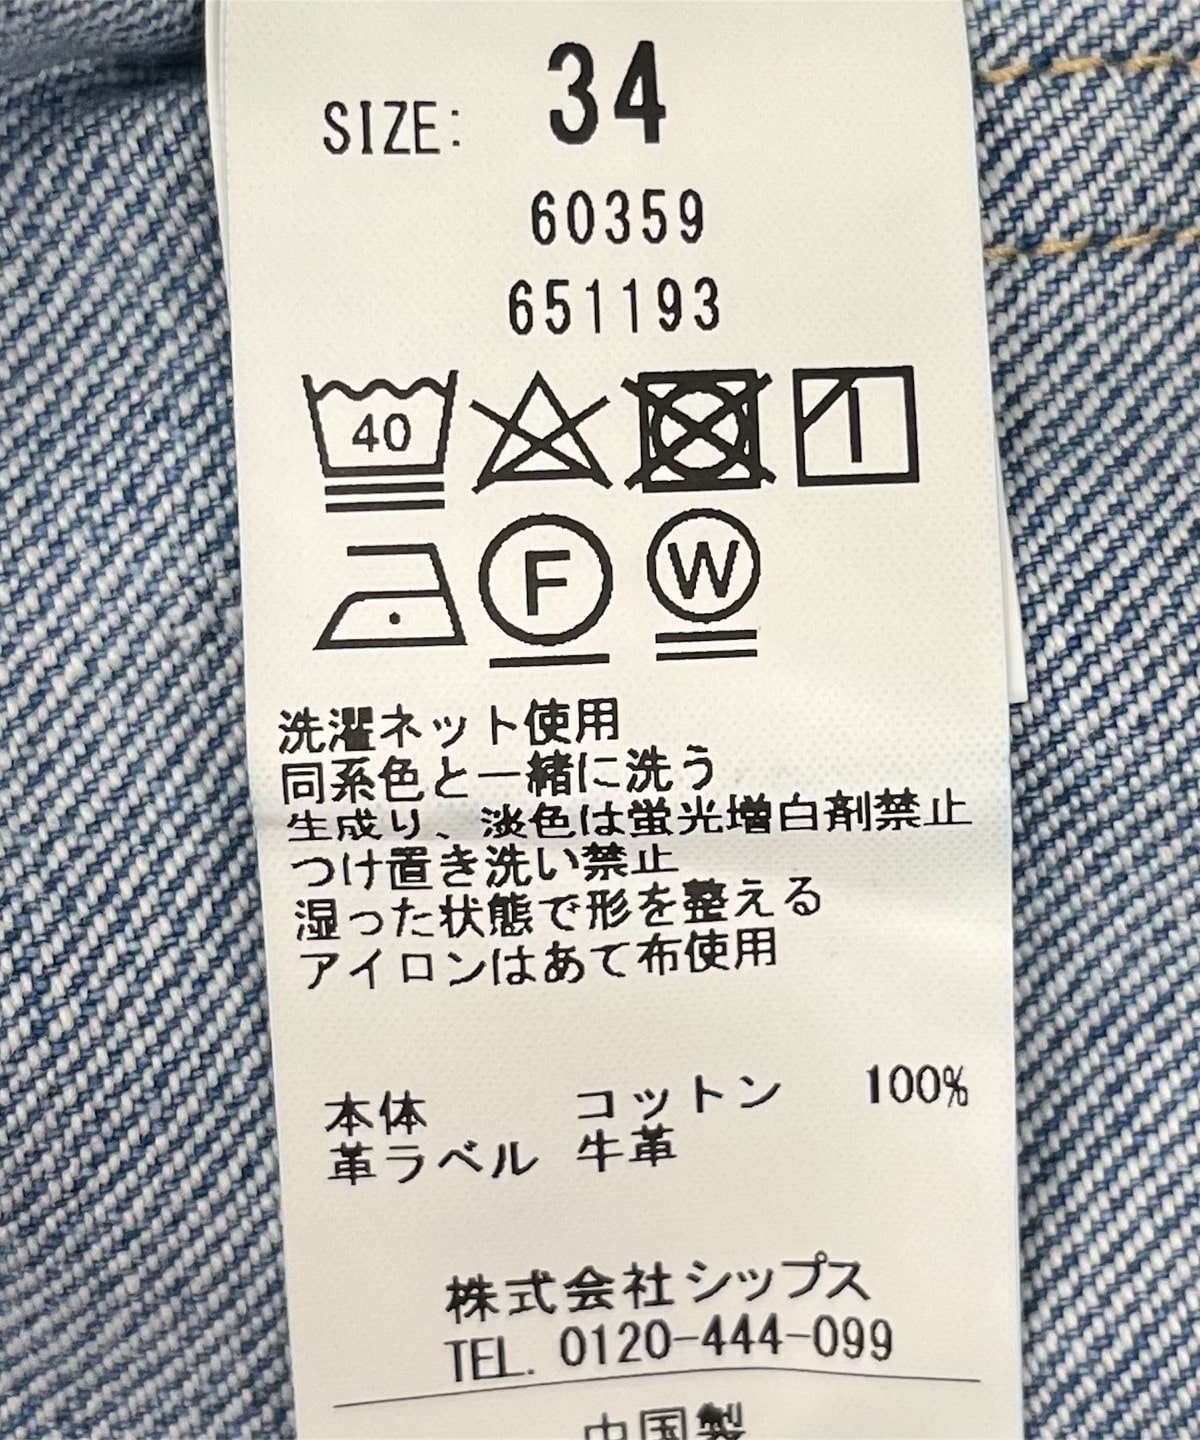 SIZE: 34
60359
651193
40
F W
洗濯ネット使用
同系色と一緒に洗う
生成り、淡色は蛍光増白剤禁止
つけ置き洗い禁止
湿った状態で形を整える
アイロンはあて布使用
本体 コットン 100%
革ラベル 牛革
株式会社シップス
TEL. 0120-444-099
中国製